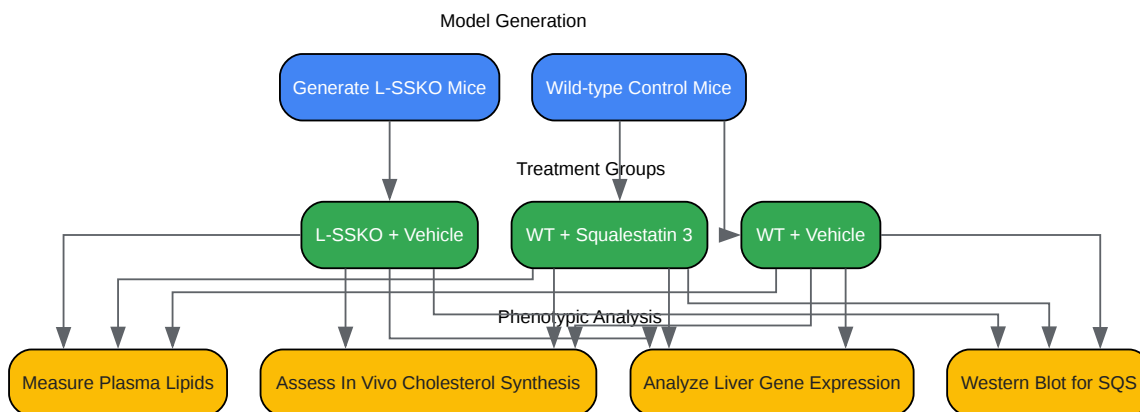 Model Generation
Generate L-SSKO Mice
Wild-type Control Mice
Treatment Groups
L-SSKO + Vehicle
WT + Squalestatin 3
WT + Vehicle
Phenotypic Analysis
Measure Plasma Lipids
Assess In Vivo Cholesterol Synthesis
Analyze Liver Gene Expression
Western Blot for SQS